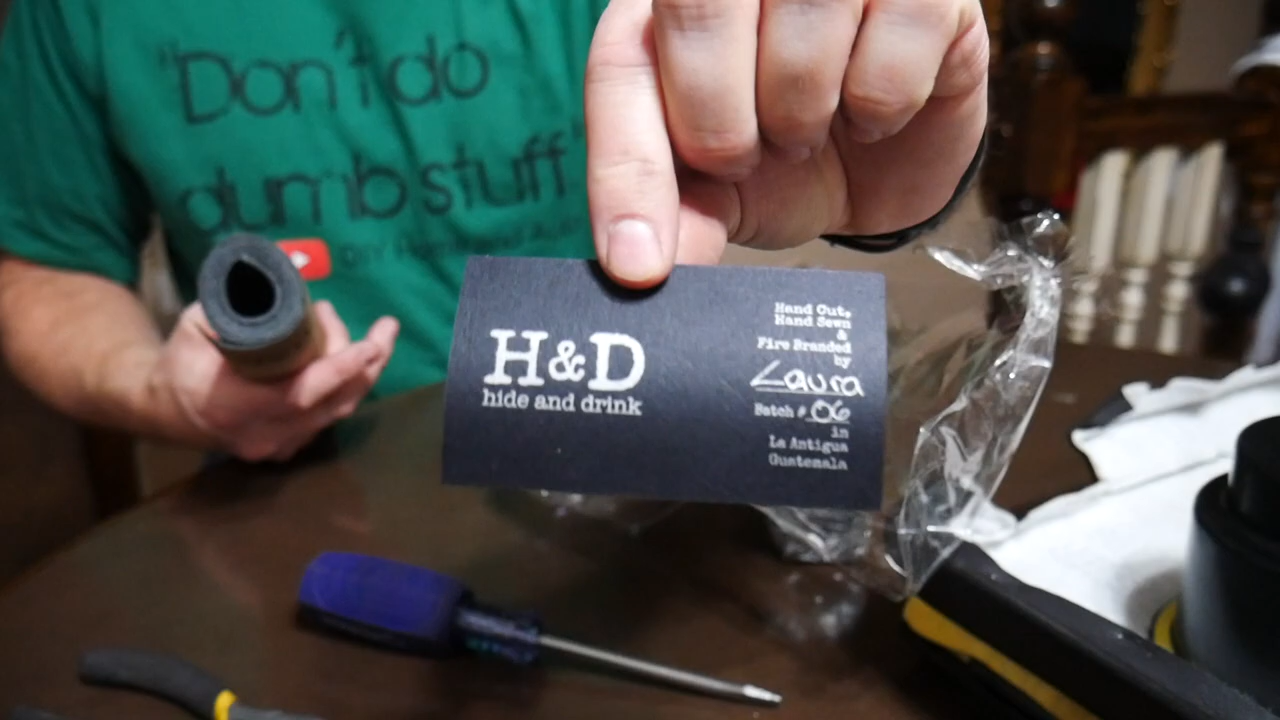 "Don't do
dumb stuff"
H&D
hide and drink
Hand Cut,
Hand Sewn
&
Fire Branded
by
Laura
Batch # 06
in
La Antigua
Guatemala